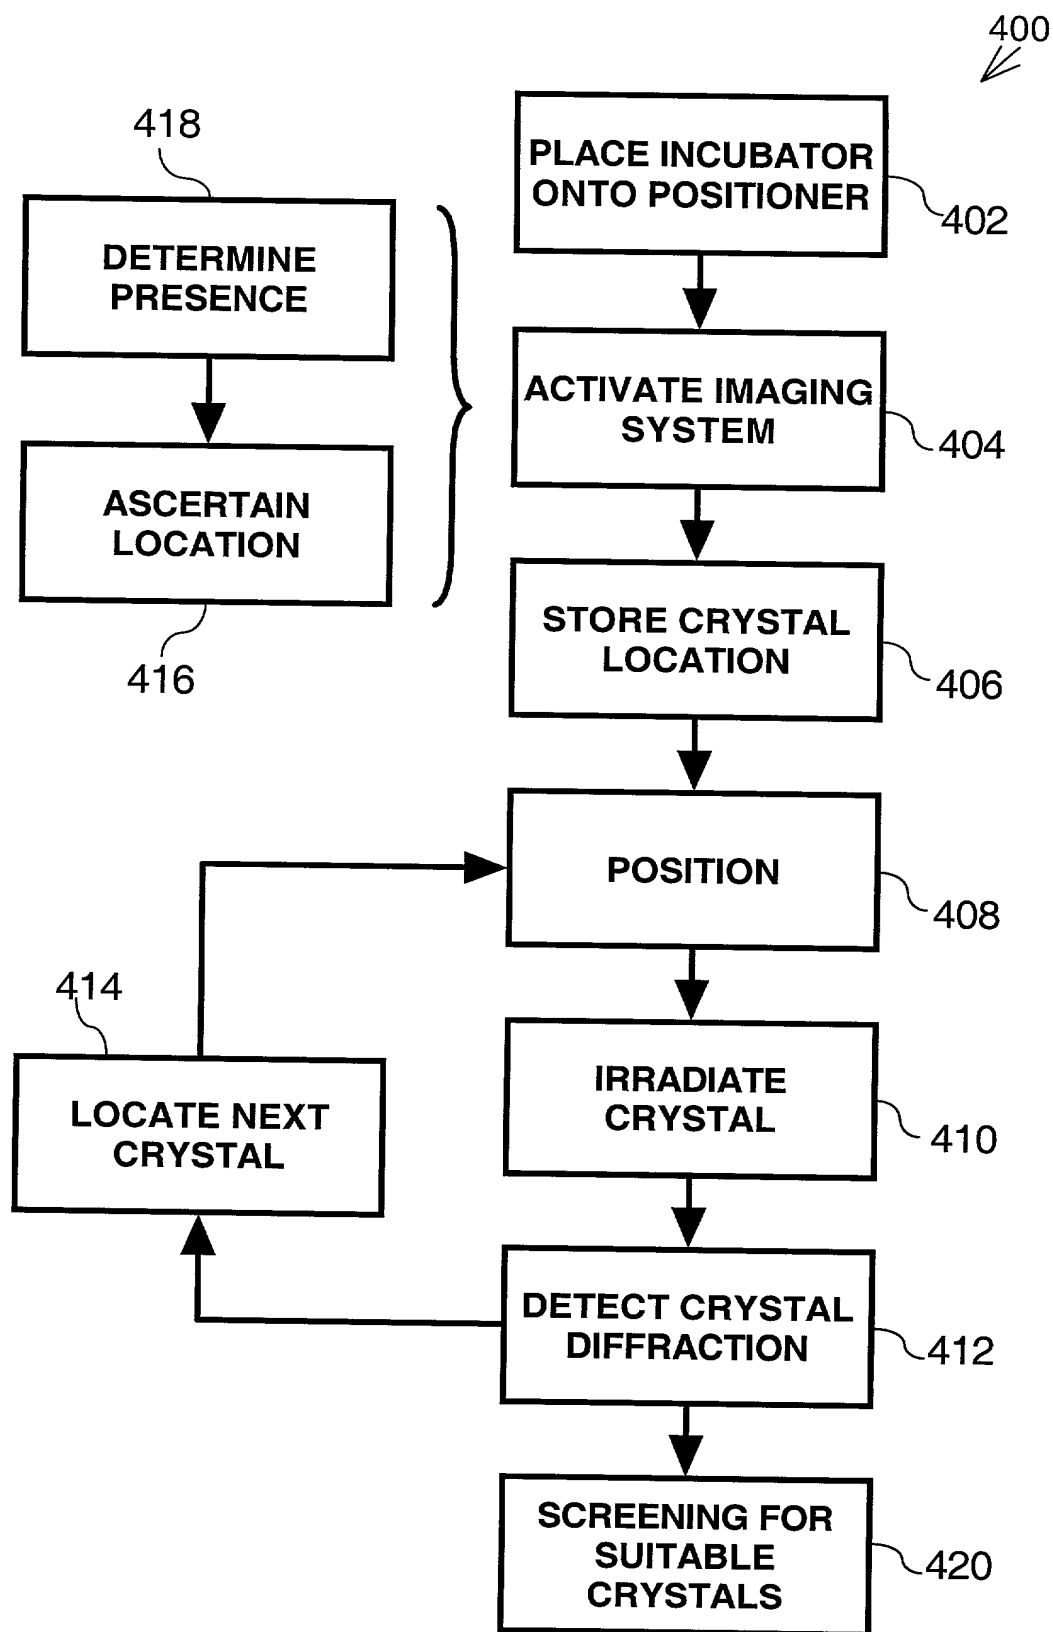 400
418
DETERMINE
PRESENCE
ASCERTAIN
LOCATION
416
PLACE INCUBATOR
ONTO POSITIONER
402
ACTIVATE IMAGING
SYSTEM
404
STORE CRYSTAL
LOCATION
406
POSITION
408
414
LOCATE NEXT
CRYSTAL
IRRADIATE
CRYSTAL
410
DETECT CRYSTAL
DIFFRACTION
412
SCREENING FOR
SUITABLE
CRYSTALS
420